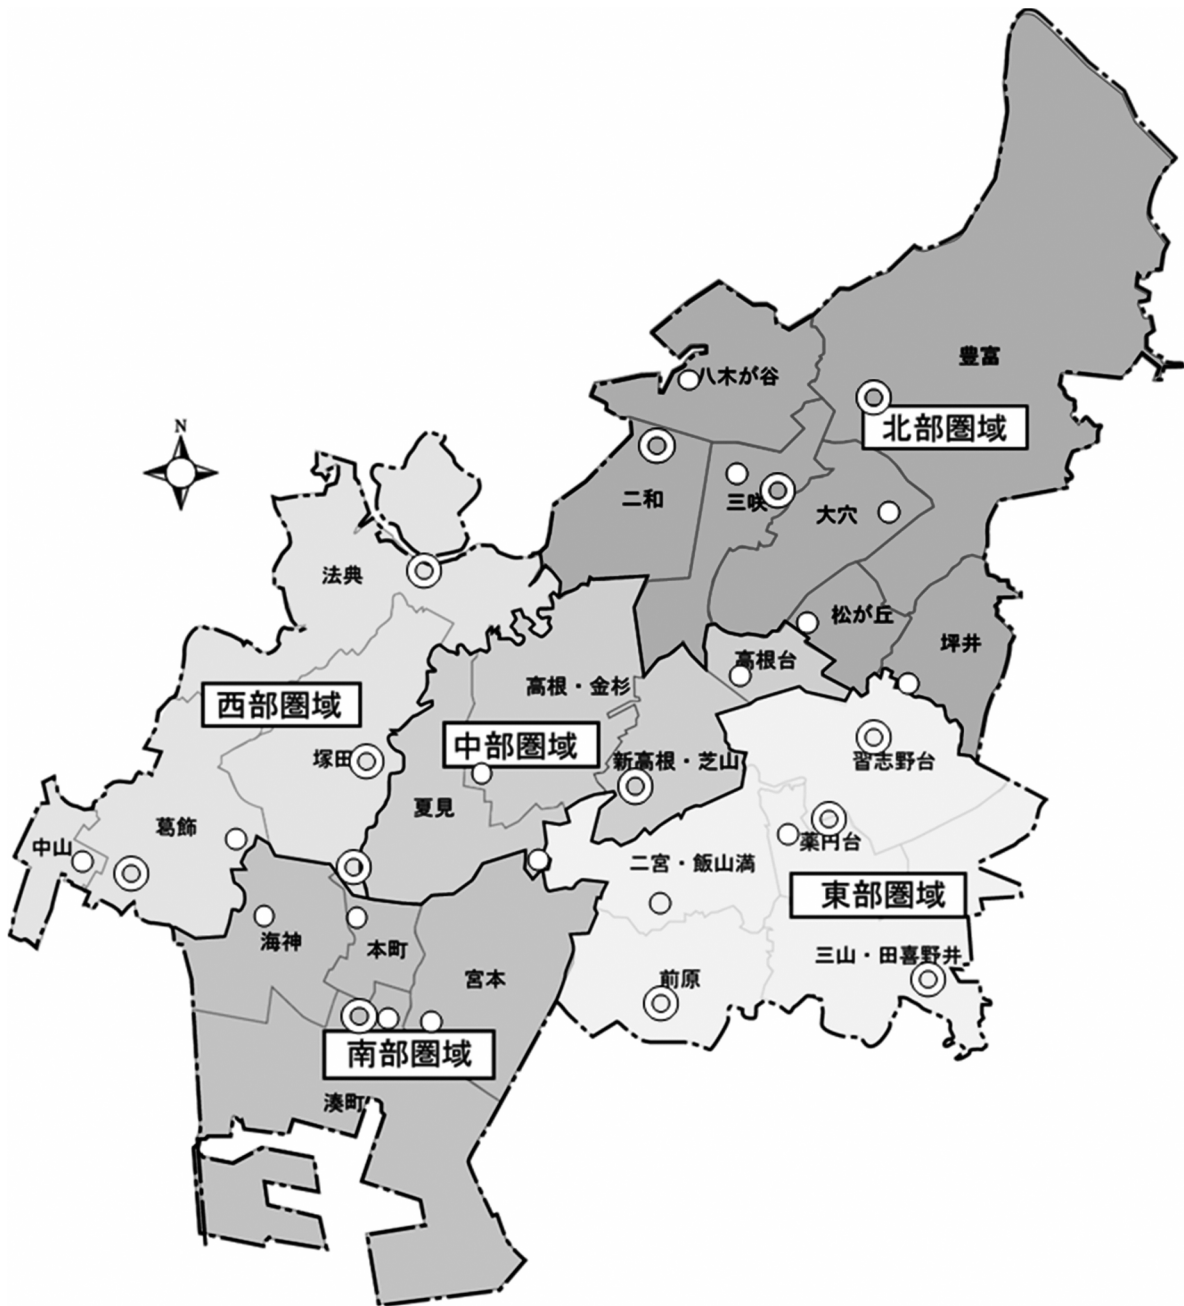 豊富
八木が谷
北部圏域
N
二和
三咲
大穴
法典
松が丘
坪井
高根台
高根・金杉
西部圏域
中部圏域
塚田
新高根・芝山
習志野台
夏見
葛飾
中山
薬円台
二宮・飯山満
東部圏域
海神
本町
宮本
前原
三山・田喜野井
南部圏域
湊町